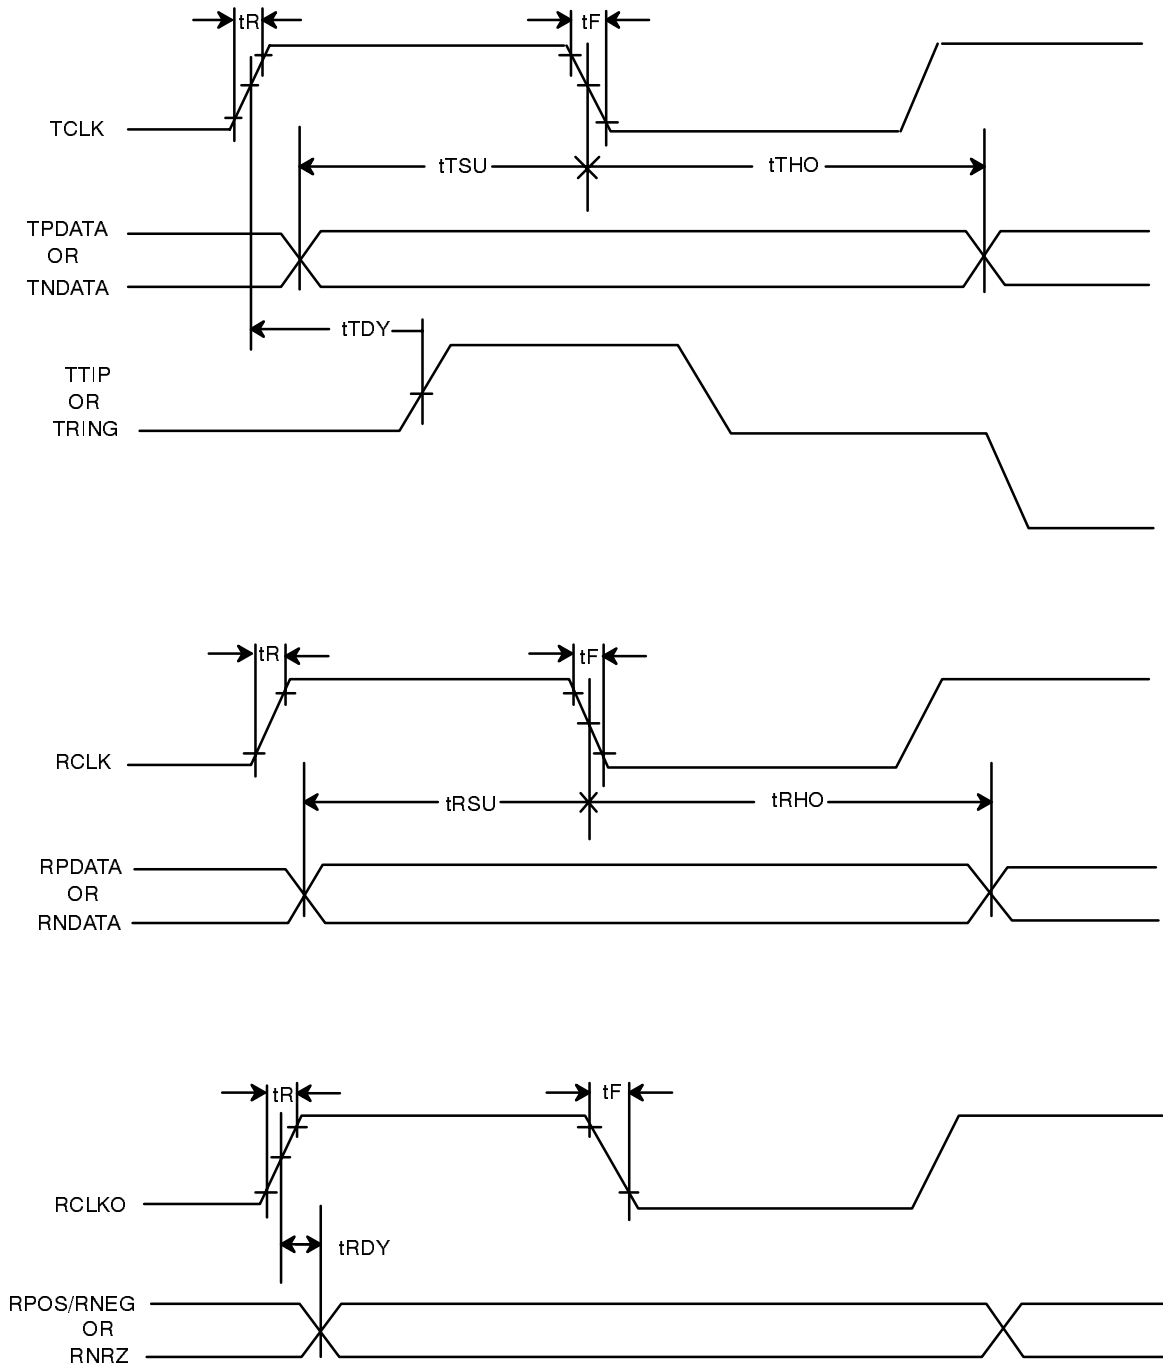 tR
tF
TCLK
tTSU
tTHO
TPDATA
OR
TNDATA
tTDY
TTIP
OR
TRING
tR
tF
RCLK
tRSU
tRHO
RPDATA
OR
RNDATA
tR
tF
RCLKO
tRDY
RPOS/RNEG
OR
RNRZ